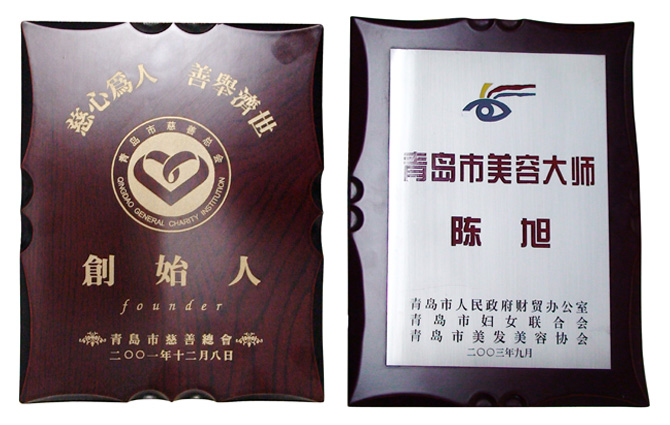 慈心為人 善舉濟世
青島市慈善總會
QINGDAO GENERAL CHARITY INSTITUTION
創始人
founder
青島市慈善總會
二〇〇一年十二月八日
青岛市美容大师
陈旭
青岛市人民政府财贸办公室
青岛市妇女联合会
青岛市美发美容协会
二〇〇三年九月